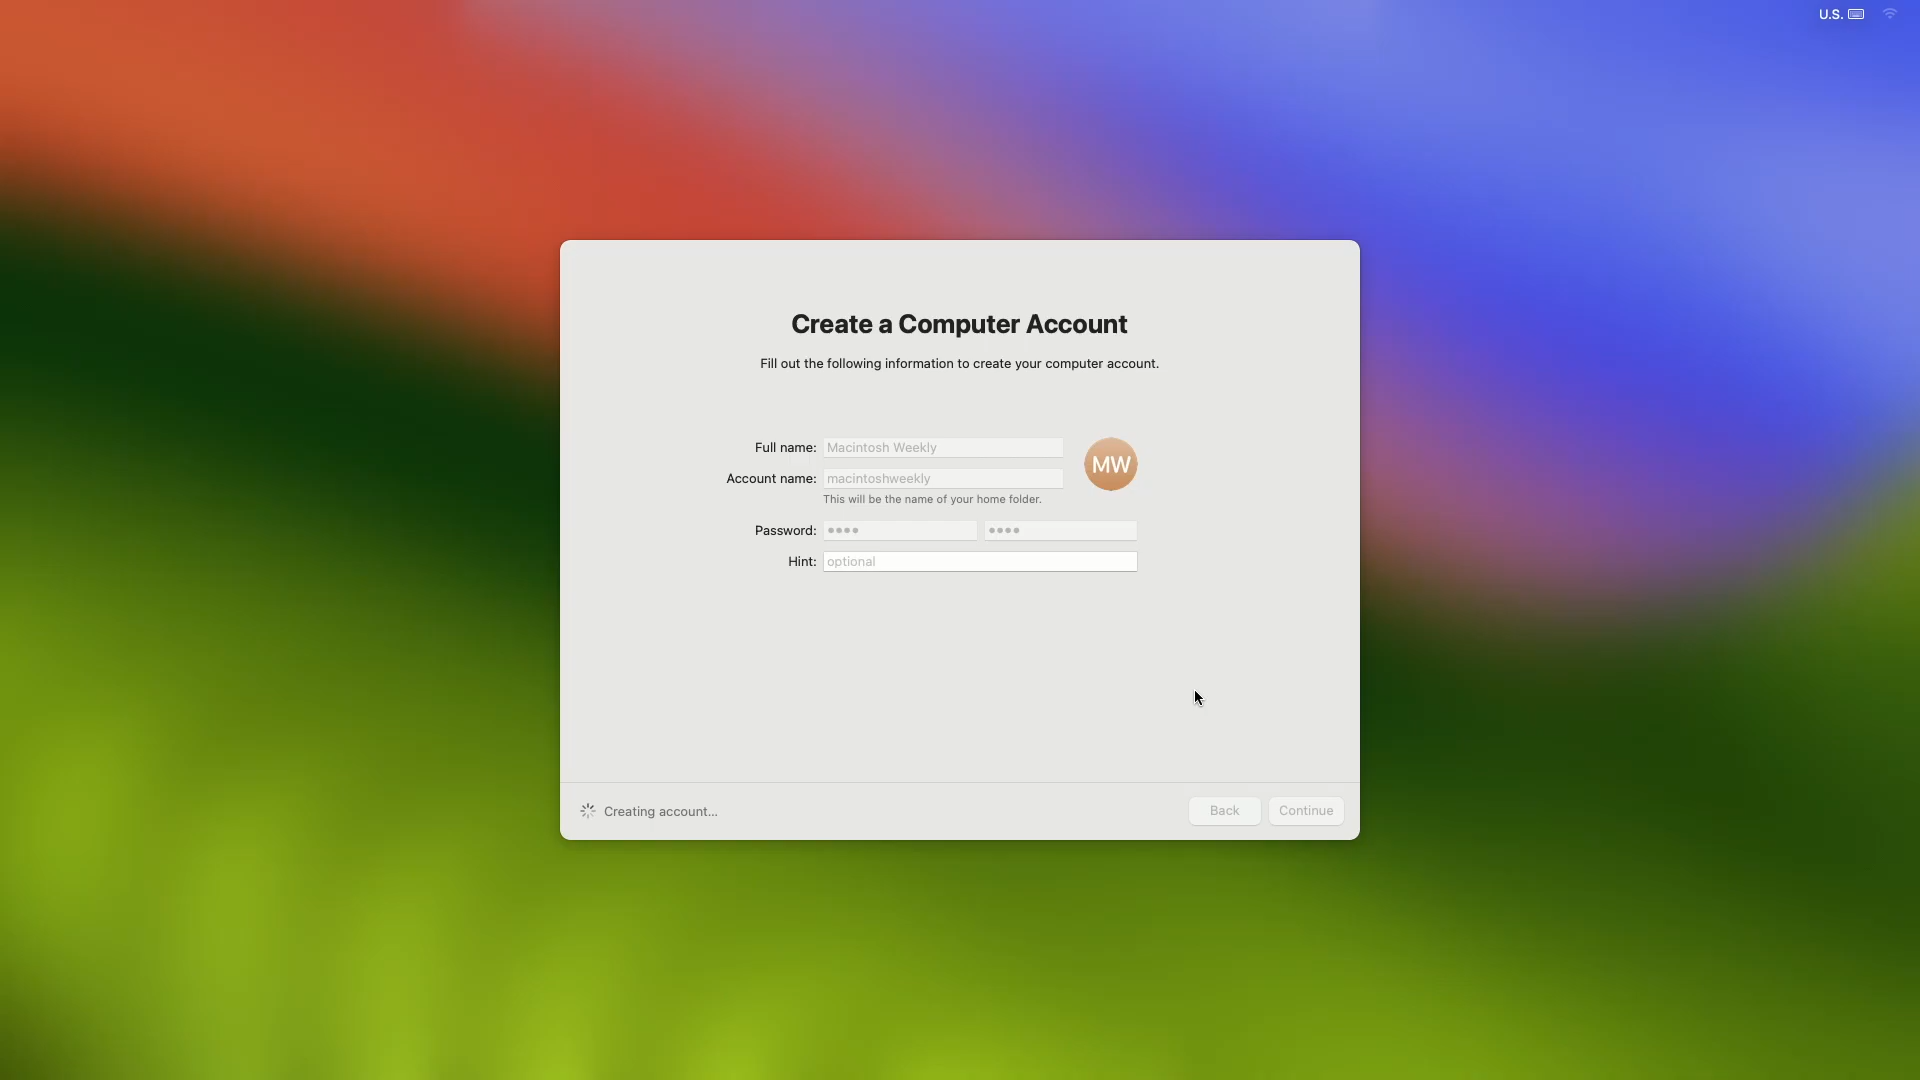 U.S.
Create a Computer Account
Fill out the following information to create your computer account.
Full name: Macintosh Weekly
MW
Account name: macintoshweekly
This will be the name of your home folder.
Password: •••• ••••
Hint: optional
Creating account... Back Continue